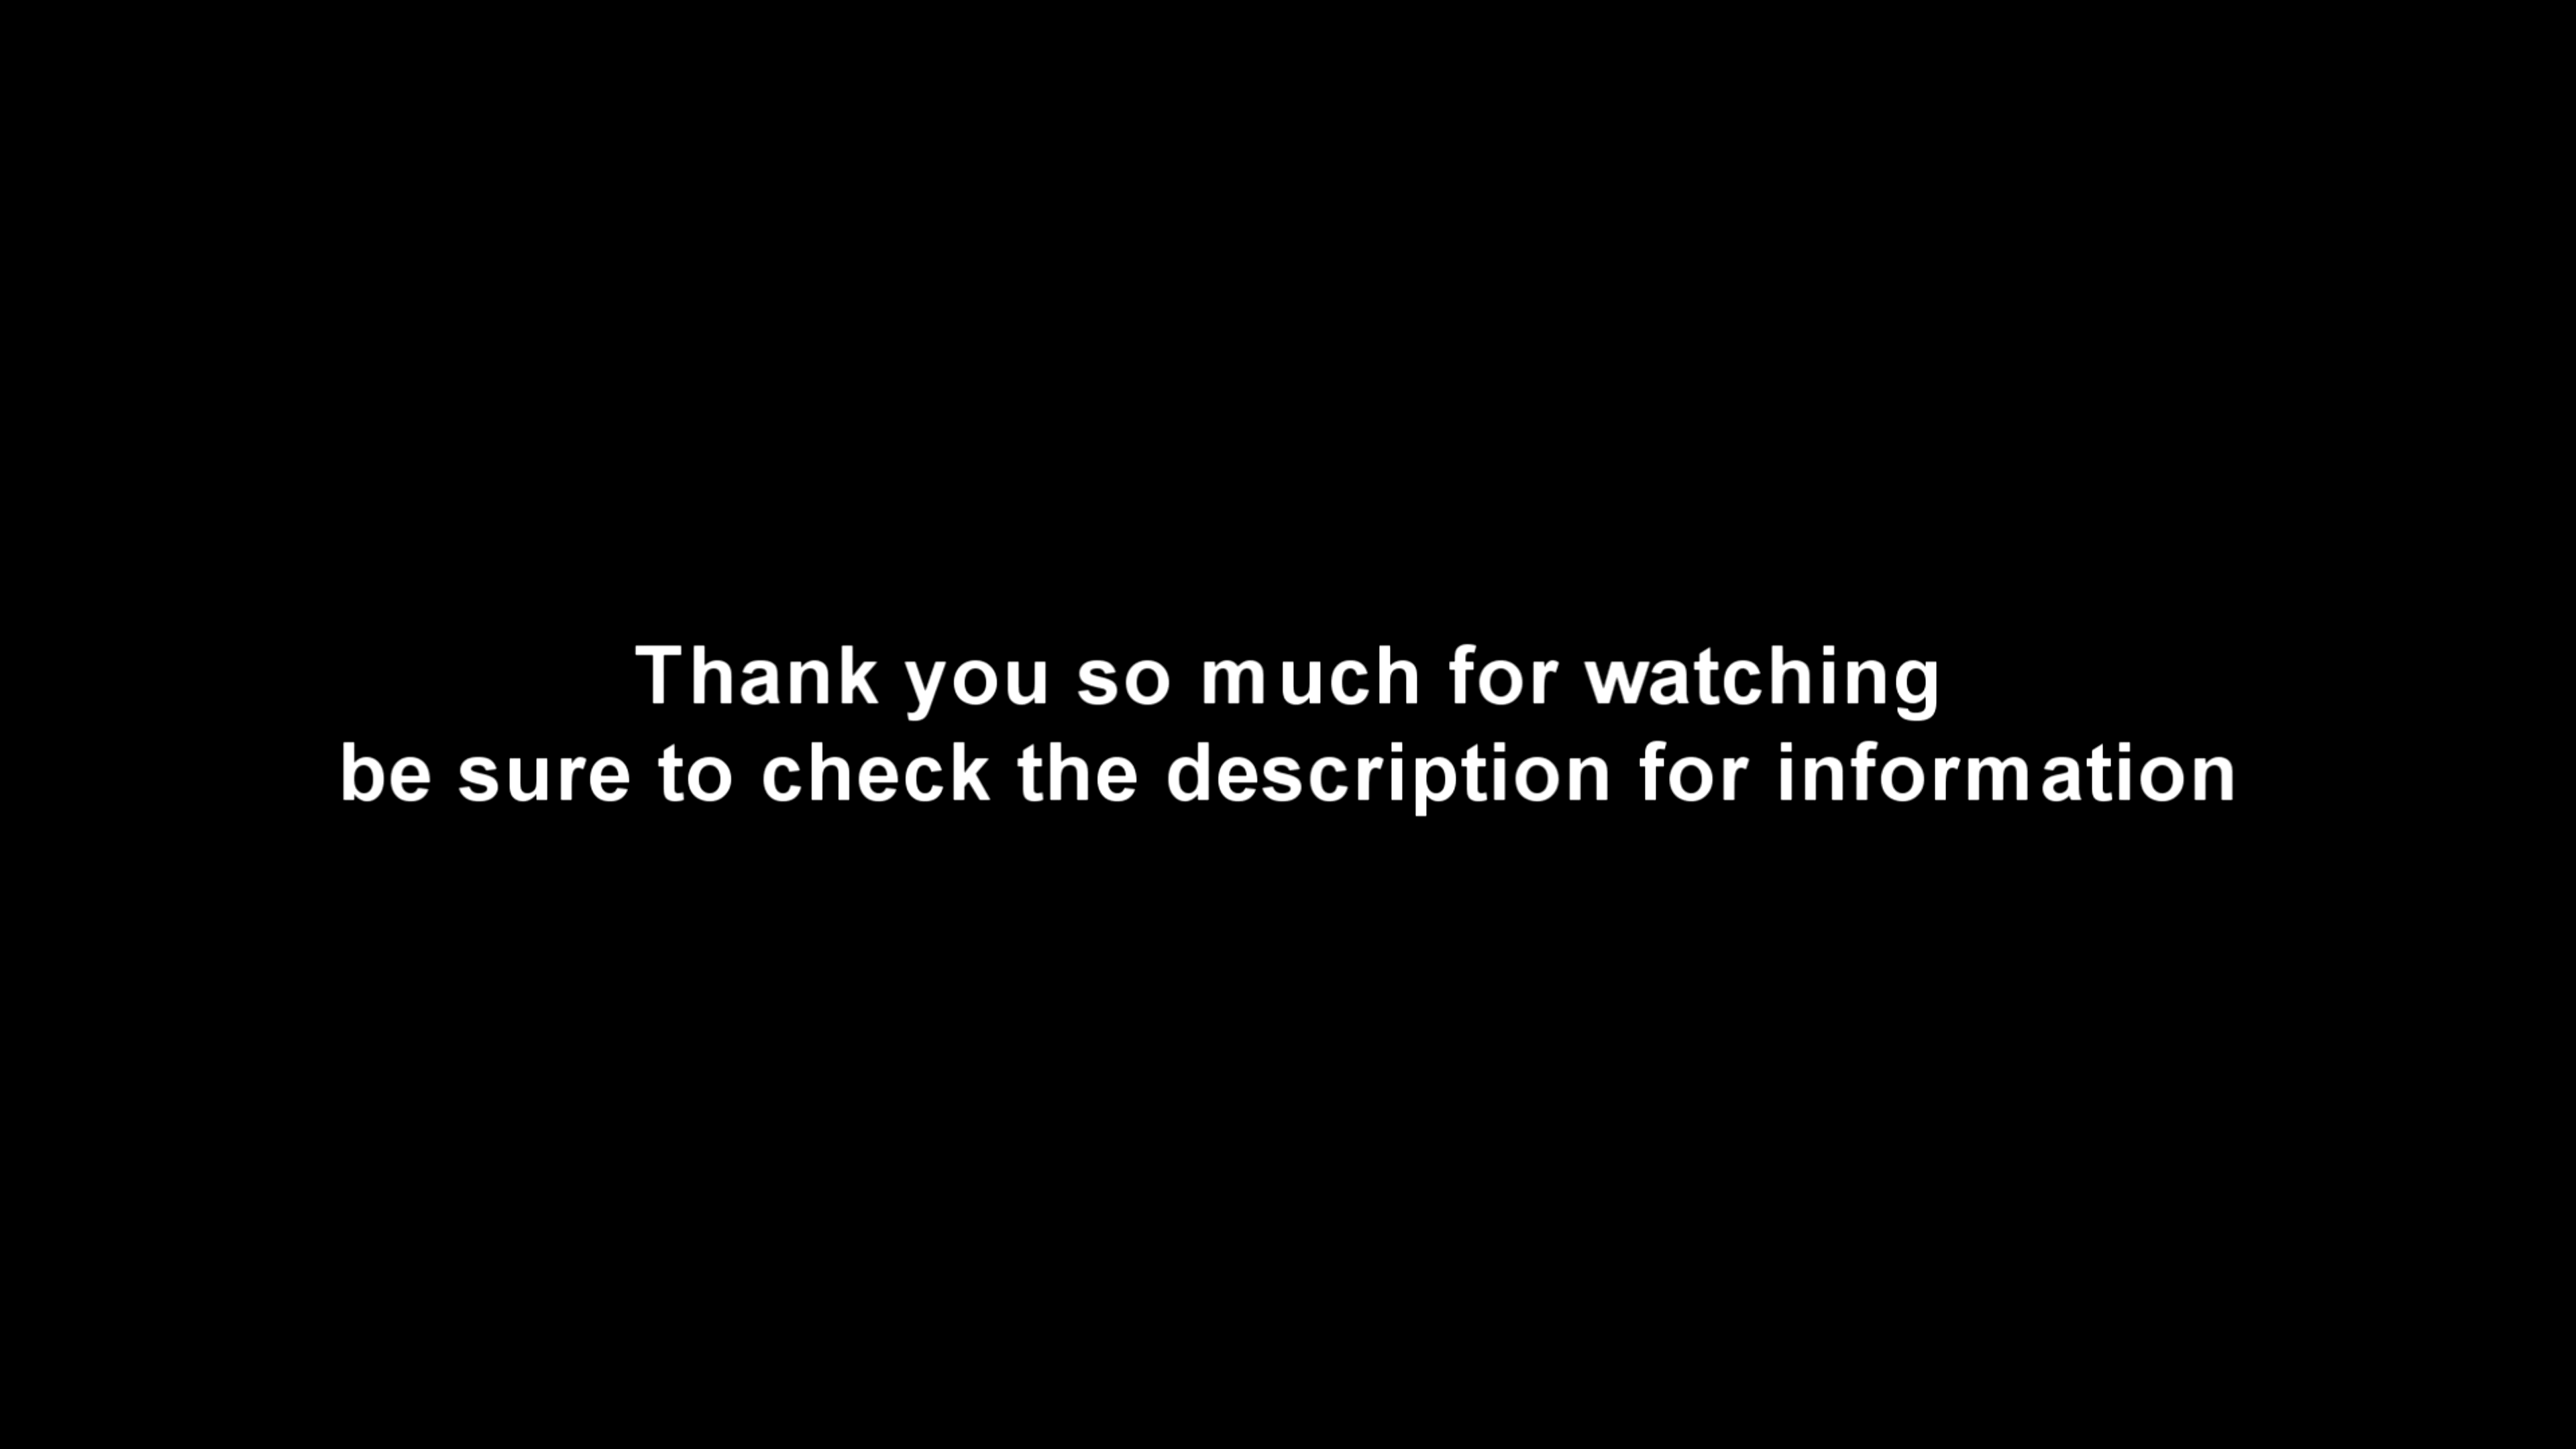 Thank you so much for watching
be sure to check the description for information